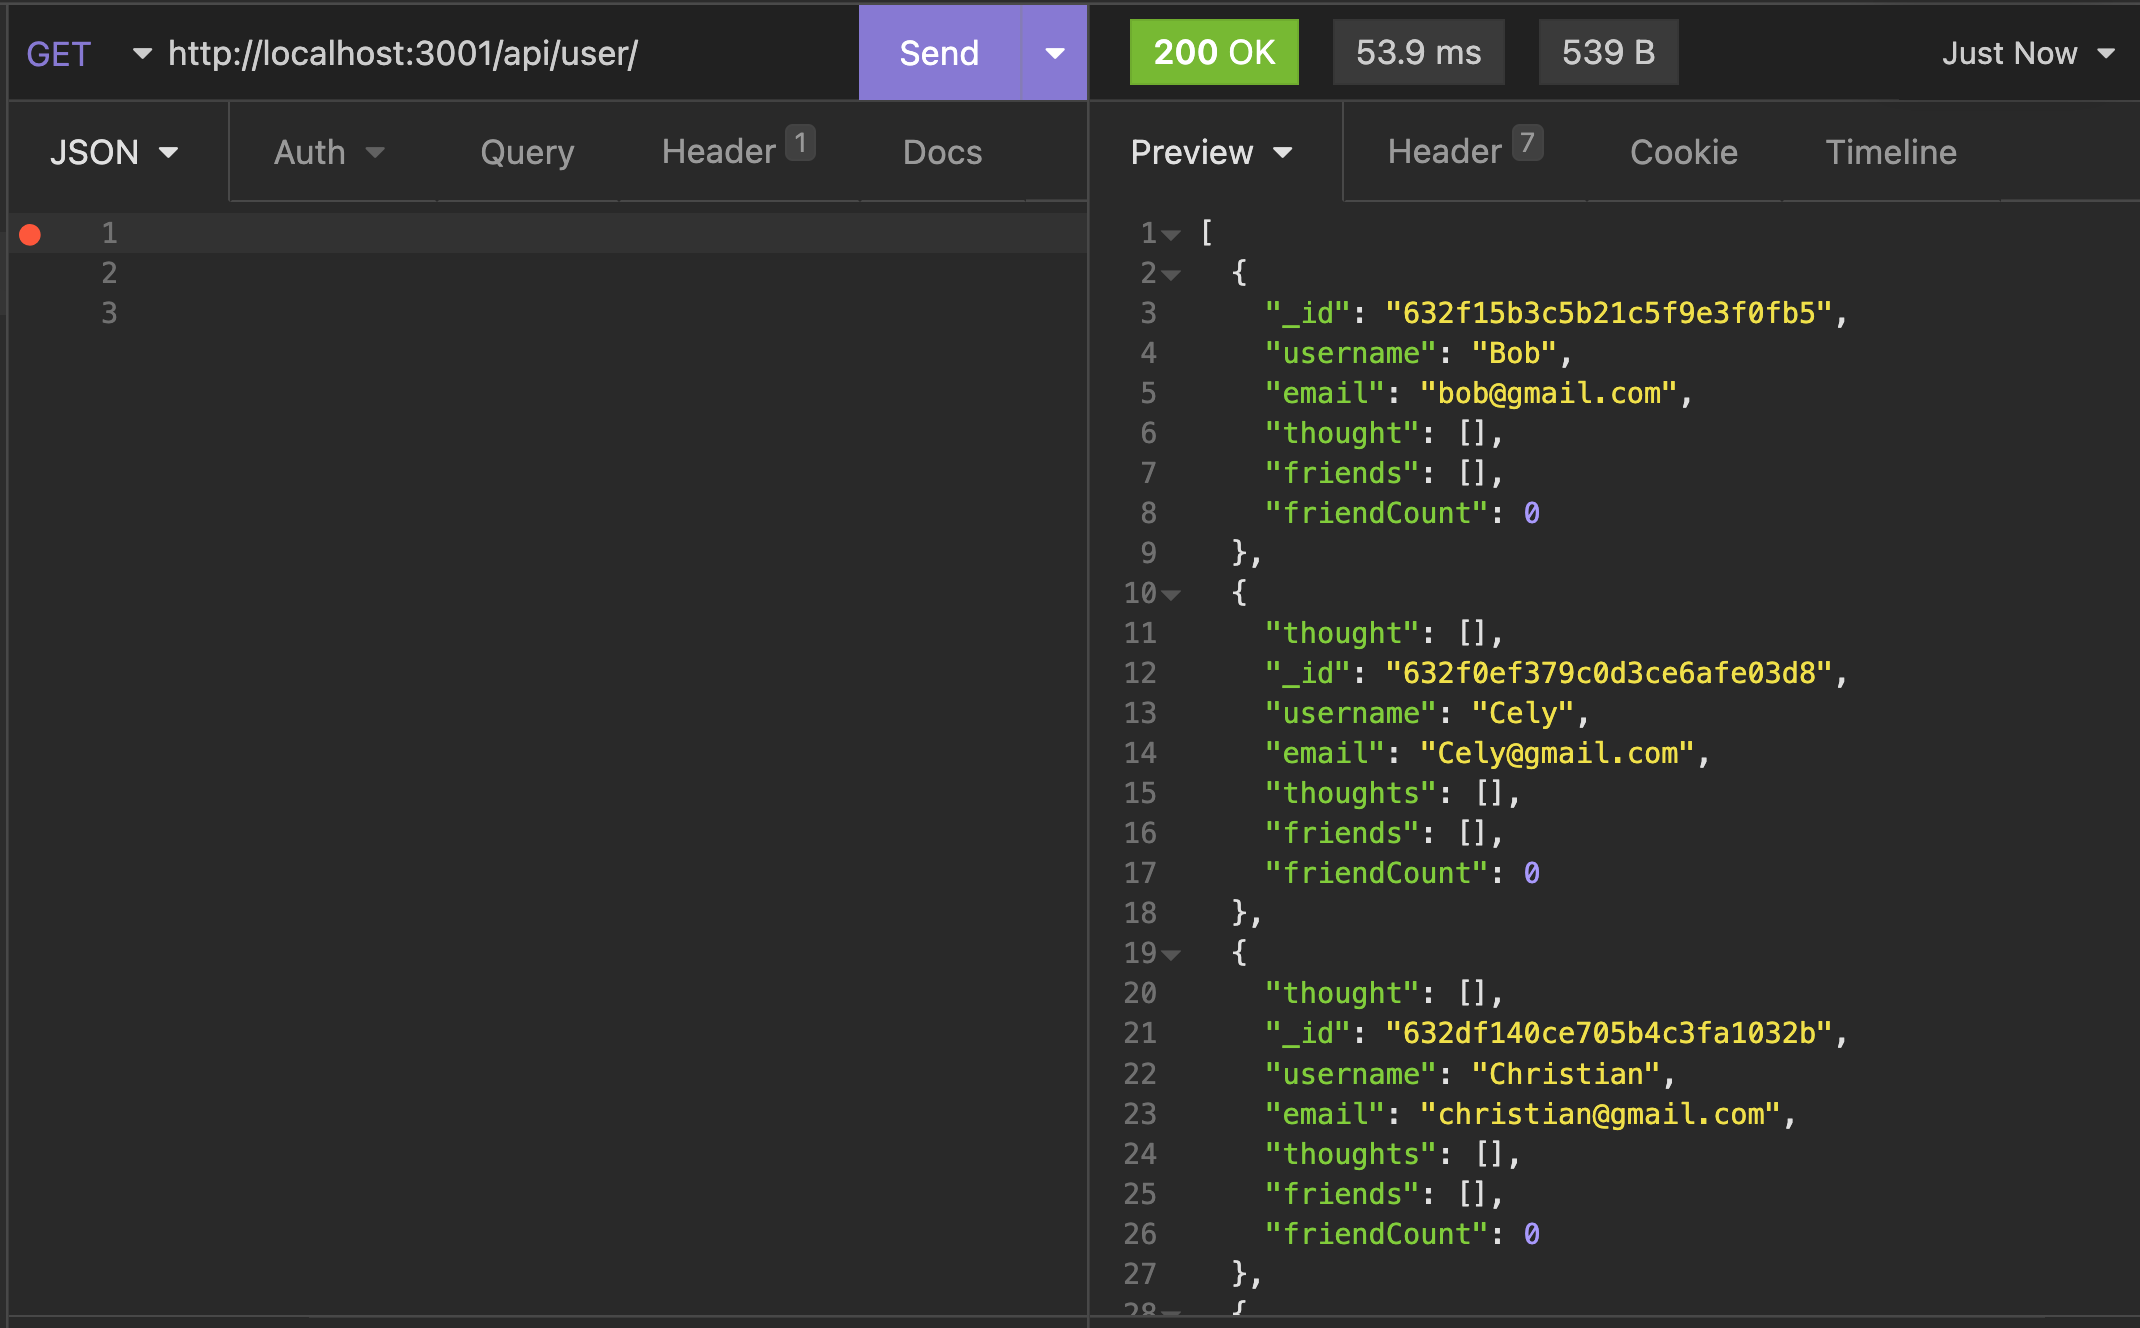 GET http://localhost:3001/api/user/ Send 200 OK 53.9 ms 539 B Just Now
JSON Auth Query Header 1 Docs Preview Header 7 Cookie Timeline
1
2
3
1 [
2 {
3 "_id": "632f15b3c5b21c5f9e3f0fb5",
4 "username": "Bob",
5 "email": "bob@gmail.com",
6 "thought": [],
7 "friends": [],
8 "friendCount": 0
9 },
10 {
11 "thought": [],
12 "_id": "632f0ef379c0d3ce6afe03d8",
13 "username": "Cely",
14 "email": "Cely@gmail.com",
15 "thoughts": [],
16 "friends": [],
17 "friendCount": 0
18 },
19 {
20 "thought": [],
21 "_id": "632df140ce705b4c3fa1032b",
22 "username": "Christian",
23 "email": "christian@gmail.com",
24 "thoughts": [],
25 "friends": [],
26 "friendCount": 0
27 },
28 {